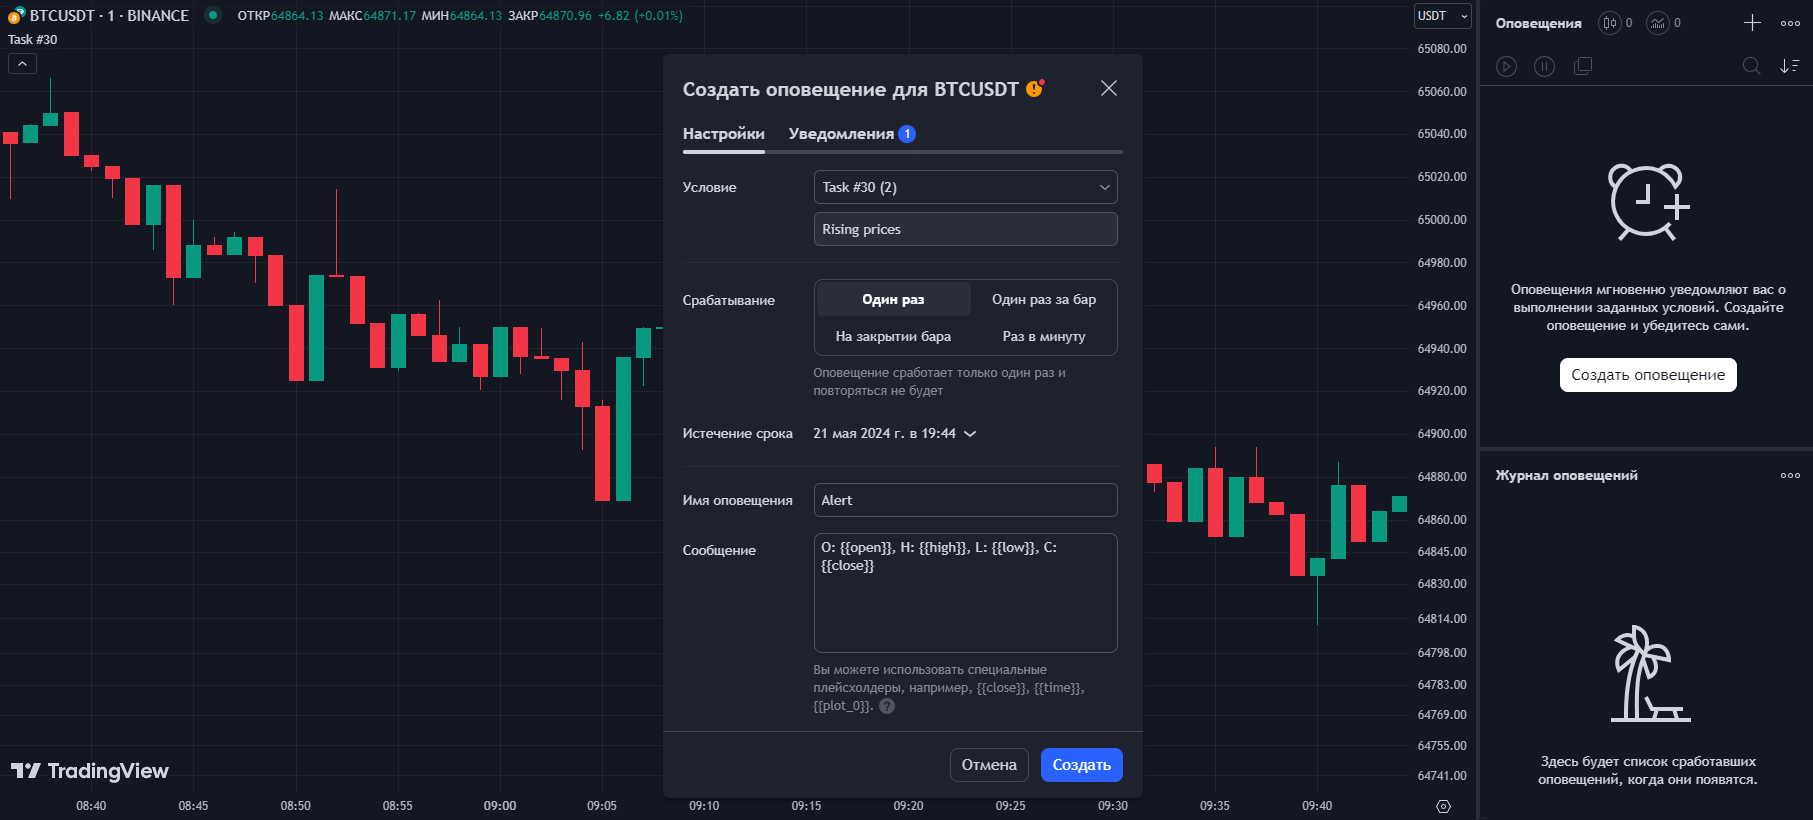 BTCUSDT · 1 · BINANCE ОТКР64864.13 МАКС64871.17 МИН64864.13 ЗАКР64870.96 +6.82 (+0.01%)
Task #30
USDT
65080.00
65060.00
65040.00
65020.00
65000.00
64980.00
64960.00
64940.00
64920.00
64900.00
64880.00
64860.00
64845.00
64830.00
64814.00
64798.00
64783.00
64769.00
64755.00
64741.00
Создать оповещение для BTCUSDT
Настройки Уведомления 1
Условие Task #30 (2)
Rising prices
Срабатывание Один раз Один раз за бар
На закрытии бара Раз в минуту
Оповещение сработает только один раз и
повторяться не будет
Истечение срока 21 мая 2024 г. в 19:44
Имя оповещения Alert
Сообщение O: {{open}}, H: {{high}}, L: {{low}}, C:
{{close}}
Вы можете использовать специальные
плейсхолдеры, например, {{close}}, {{time}},
{{plot_0}}. ?
Отмена Создать
TradingView
08:40 08:45 08:50 08:55 09:00 09:05 09:10 09:15 09:20 09:25 09:30 09:35 09:40
Оповещения 0 0
Оповещения мгновенно уведомляют вас о
выполнении заданных условий. Создайте
оповещение и убедитесь сами.
Создать оповещение
Журнал оповещений
Здесь будет список сработавших
оповещений, когда они появятся.